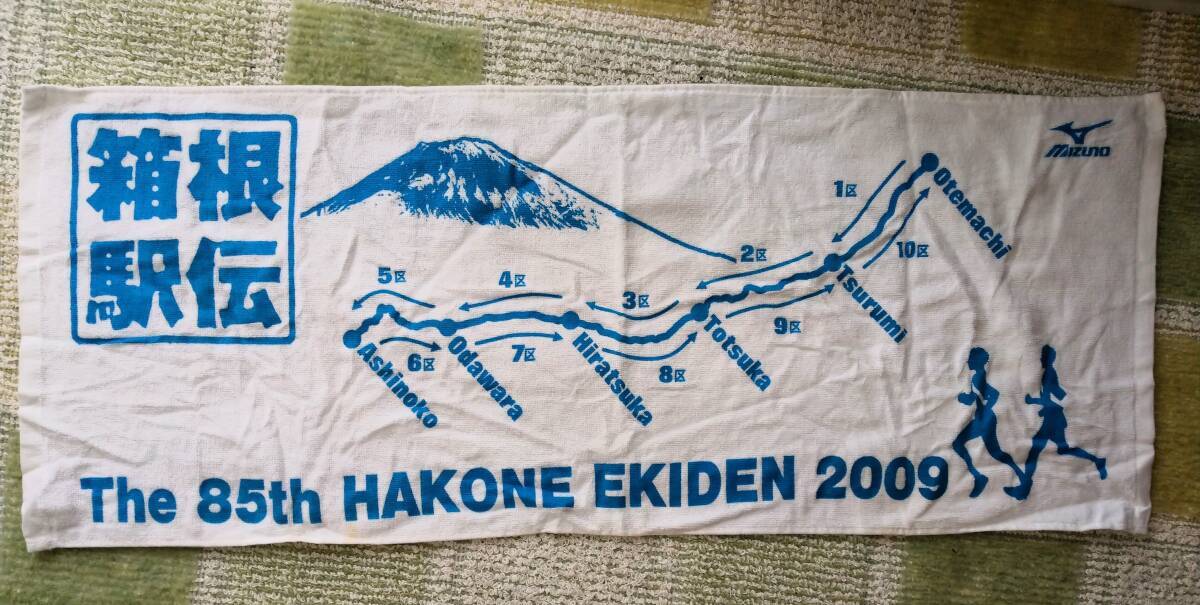 箱根
駅伝
MIZUNO
1区
Otemachi
2区
10区
Tsurumi
5区
4区
3区
9区
Totsuka
6区
7区
8区
Ashinoko
Odawara
Hiratsuka
The 85th HAKONE EKIDEN 2009